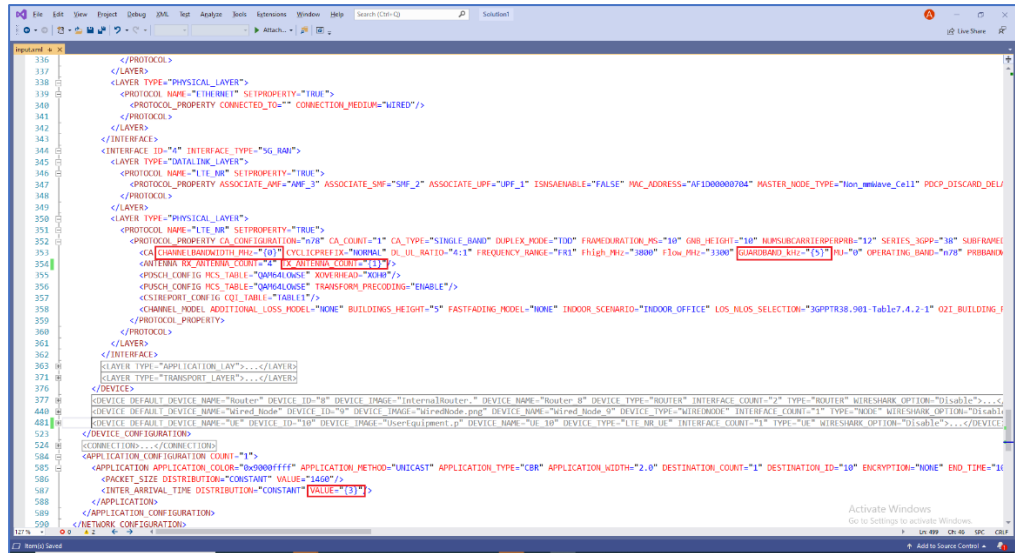 File Edit View Project Debug XML Test Analyze Tools Extensions Window Help Search (Ctrl+Q) Solution1
Attach... Live Share
input.xml
336 </PROTOCOL>
337 </LAYER>
338 <LAYER TYPE="PHYSICAL_LAYER">
339 <PROTOCOL NAME="ETHERNET" SETPROPERTY="TRUE">
340 <PROTOCOL_PROPERTY CONNECTED_TO="" CONNECTION_MEDIUM="WIRED"/>
341 </PROTOCOL>
342 </LAYER>
343 </INTERFACE>
344 <INTERFACE ID="4" INTERFACE_TYPE="5G_RAN">
345 <LAYER TYPE="DATALINK_LAYER">
346 <PROTOCOL NAME="LTE_NR" SETPROPERTY="TRUE">
347 <PROTOCOL_PROPERTY ASSOCIATE_AMF="AMF_3" ASSOCIATE_SMF="SMF_2" ASSOCIATE_UPF="UPF_1" ISNSAENABLE="FALSE" MAC_ADDRESS="AF1D00000704" MASTER_NODE_TYPE="Non_mmWave_Cell" PDCP_DISCARD_DELA
348 </PROTOCOL>
349 </LAYER>
350 <LAYER TYPE="PHYSICAL_LAYER">
351 <PROTOCOL NAME="LTE_NR" SETPROPERTY="TRUE">
352 <PROTOCOL_PROPERTY CA_CONFIGURATION="n78" CA_COUNT="1" CA_TYPE="SINGLE_BAND" DUPLEX_MODE="TDD" FRAMEDURATION_MS="10" GNB_HEIGHT="10" NUMSUBCARRIERPERPRB="12" SERIES_3GPP="38" SUBFRAMED
353 <CA CHANNELBANDWIDTH_MHz="{0}" CYCLICPREFIX="NORMAL" DL_UL_RATIO="4:1" FREQUENCY_RANGE="FR1" Fhigh_MHz="3800" Flow_MHz="3300" GUARDBAND_kHz="{5}" MU="0" OPERATING_BAND="n78" PRBBANDW
354 <ANTENNA RX_ANTENNA_COUNT="4" TX_ANTENNA_COUNT="{1}"/>
355 <PDSCH_CONFIG MCS_TABLE="QAM64LOWSE" XOVERHEAD="XOH0"/>
356 <PUSCH_CONFIG MCS_TABLE="QAM64LOWSE" TRANSFORM_PRECODING="ENABLE"/>
357 <CSIREPORT_CONFIG CQI_TABLE="TABLE1"/>
358 <CHANNEL_MODEL ADDITIONAL_LOSS_MODEL="NONE" BUILDINGS_HEIGHT="5" FASTFADING_MODEL="NONE" INDOOR_SCENARIO="INDOOR_OFFICE" LOS_NLOS_SELECTION="3GPPTR38.901-Table7.4.2-1" O2I_BUILDING_P
359 </PROTOCOL_PROPERTY>
360 </PROTOCOL>
361 </LAYER>
362 </INTERFACE>
363 <LAYER TYPE="APPLICATION_LAY">...</LAYER>
371 <LAYER TYPE="TRANSPORT_LAYER">...</LAYER>
376 </DEVICE>
377 <DEVICE DEFAULT_DEVICE_NAME="Router" DEVICE_ID="8" DEVICE_IMAGE="InternalRouter." DEVICE_NAME="Router_8" DEVICE_TYPE="ROUTER" INTERFACE_COUNT="2" TYPE="ROUTER" WIRESHARK_OPTION="Disable">...<
440 <DEVICE DEFAULT_DEVICE_NAME="Wired_Node" DEVICE_ID="9" DEVICE_IMAGE="WiredNode.png" DEVICE_NAME="Wired_Node_9" DEVICE_TYPE="WIREDNODE" INTERFACE_COUNT="1" TYPE="NODE" WIRESHARK_OPTION="Disabl
481 <DEVICE DEFAULT_DEVICE_NAME="UE" DEVICE_ID="10" DEVICE_IMAGE="UserEquipment.p" DEVICE_NAME="UE_10" DEVICE_TYPE="LTE_NR_UE" INTERFACE_COUNT="1" TYPE="UE" WIRESHARK_OPTION="Disable">...</DEVICE>
523 </DEVICE_CONFIGURATION>
524 <CONNECTION>...</CONNECTION>
584 <APPLICATION_CONFIGURATION COUNT="1">
585 <APPLICATION APPLICATION_COLOR="0x9000ffff" APPLICATION_METHOD="UNICAST" APPLICATION_TYPE="CBR" APPLICATION_WIDTH="2.0" DESTINATION_COUNT="1" DESTINATION_ID="10" ENCRYPTION="NONE" END_TIME="10
586 <PACKET_SIZE DISTRIBUTION="CONSTANT" VALUE="1460"/>
587 <INTER_ARRIVAL_TIME DISTRIBUTION="CONSTANT" VALUE="{3}"/>
588 </APPLICATION>
589 </APPLICATION_CONFIGURATION>
590 </NETWORK_CONFIGURATION>
Activate Windows
Go to Settings to activate Windows.
127 % 0 2 Ln: 499 Ch: 46 SPC CRLF
Item(s) Saved Add to Source Control